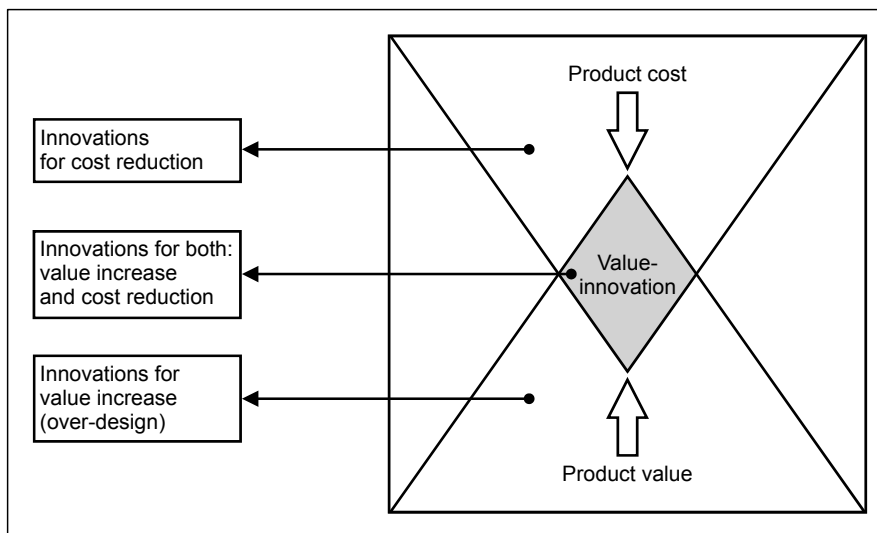 Product cost
Innovations
for cost reduction
Innovations for both:
value increase
and cost reduction
Value-
innovation
Innovations for
value increase
(over-design)
Product value